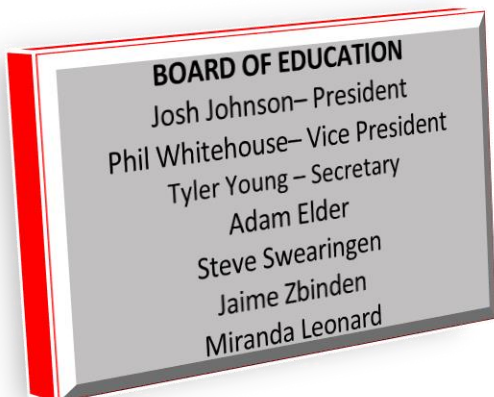 BOARD OF EDUCATION
Josh Johnson– President
Phil Whitehouse– Vice President
Tyler Young – Secretary
Adam Elder
Steve Swearingen
Jaime Zbinden
Miranda Leonard